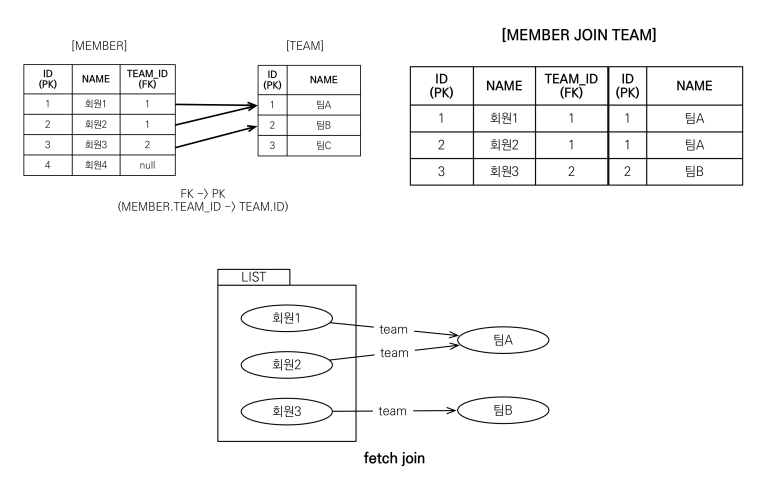 [MEMBER]
ID
(PK)
NAME
TEAM_ID
(FK)
1 회원1 1
2 회원2 1
3 회원3 2
4 회원4 null
[TEAM]
ID
(PK)
NAME
1 팀A
2 팀B
3 팀C
FK -> PK
(MEMBER.TEAM_ID -> TEAM.ID)
[MEMBER JOIN TEAM]
ID
(PK)
NAME
TEAM_ID
(FK)
ID
(PK)
NAME
1 회원1 1 1 팀A
2 회원2 1 1 팀A
3 회원3 2 2 팀B
LIST
회원1
team
팀A
회원2
team
회원3
team
팀B
fetch join